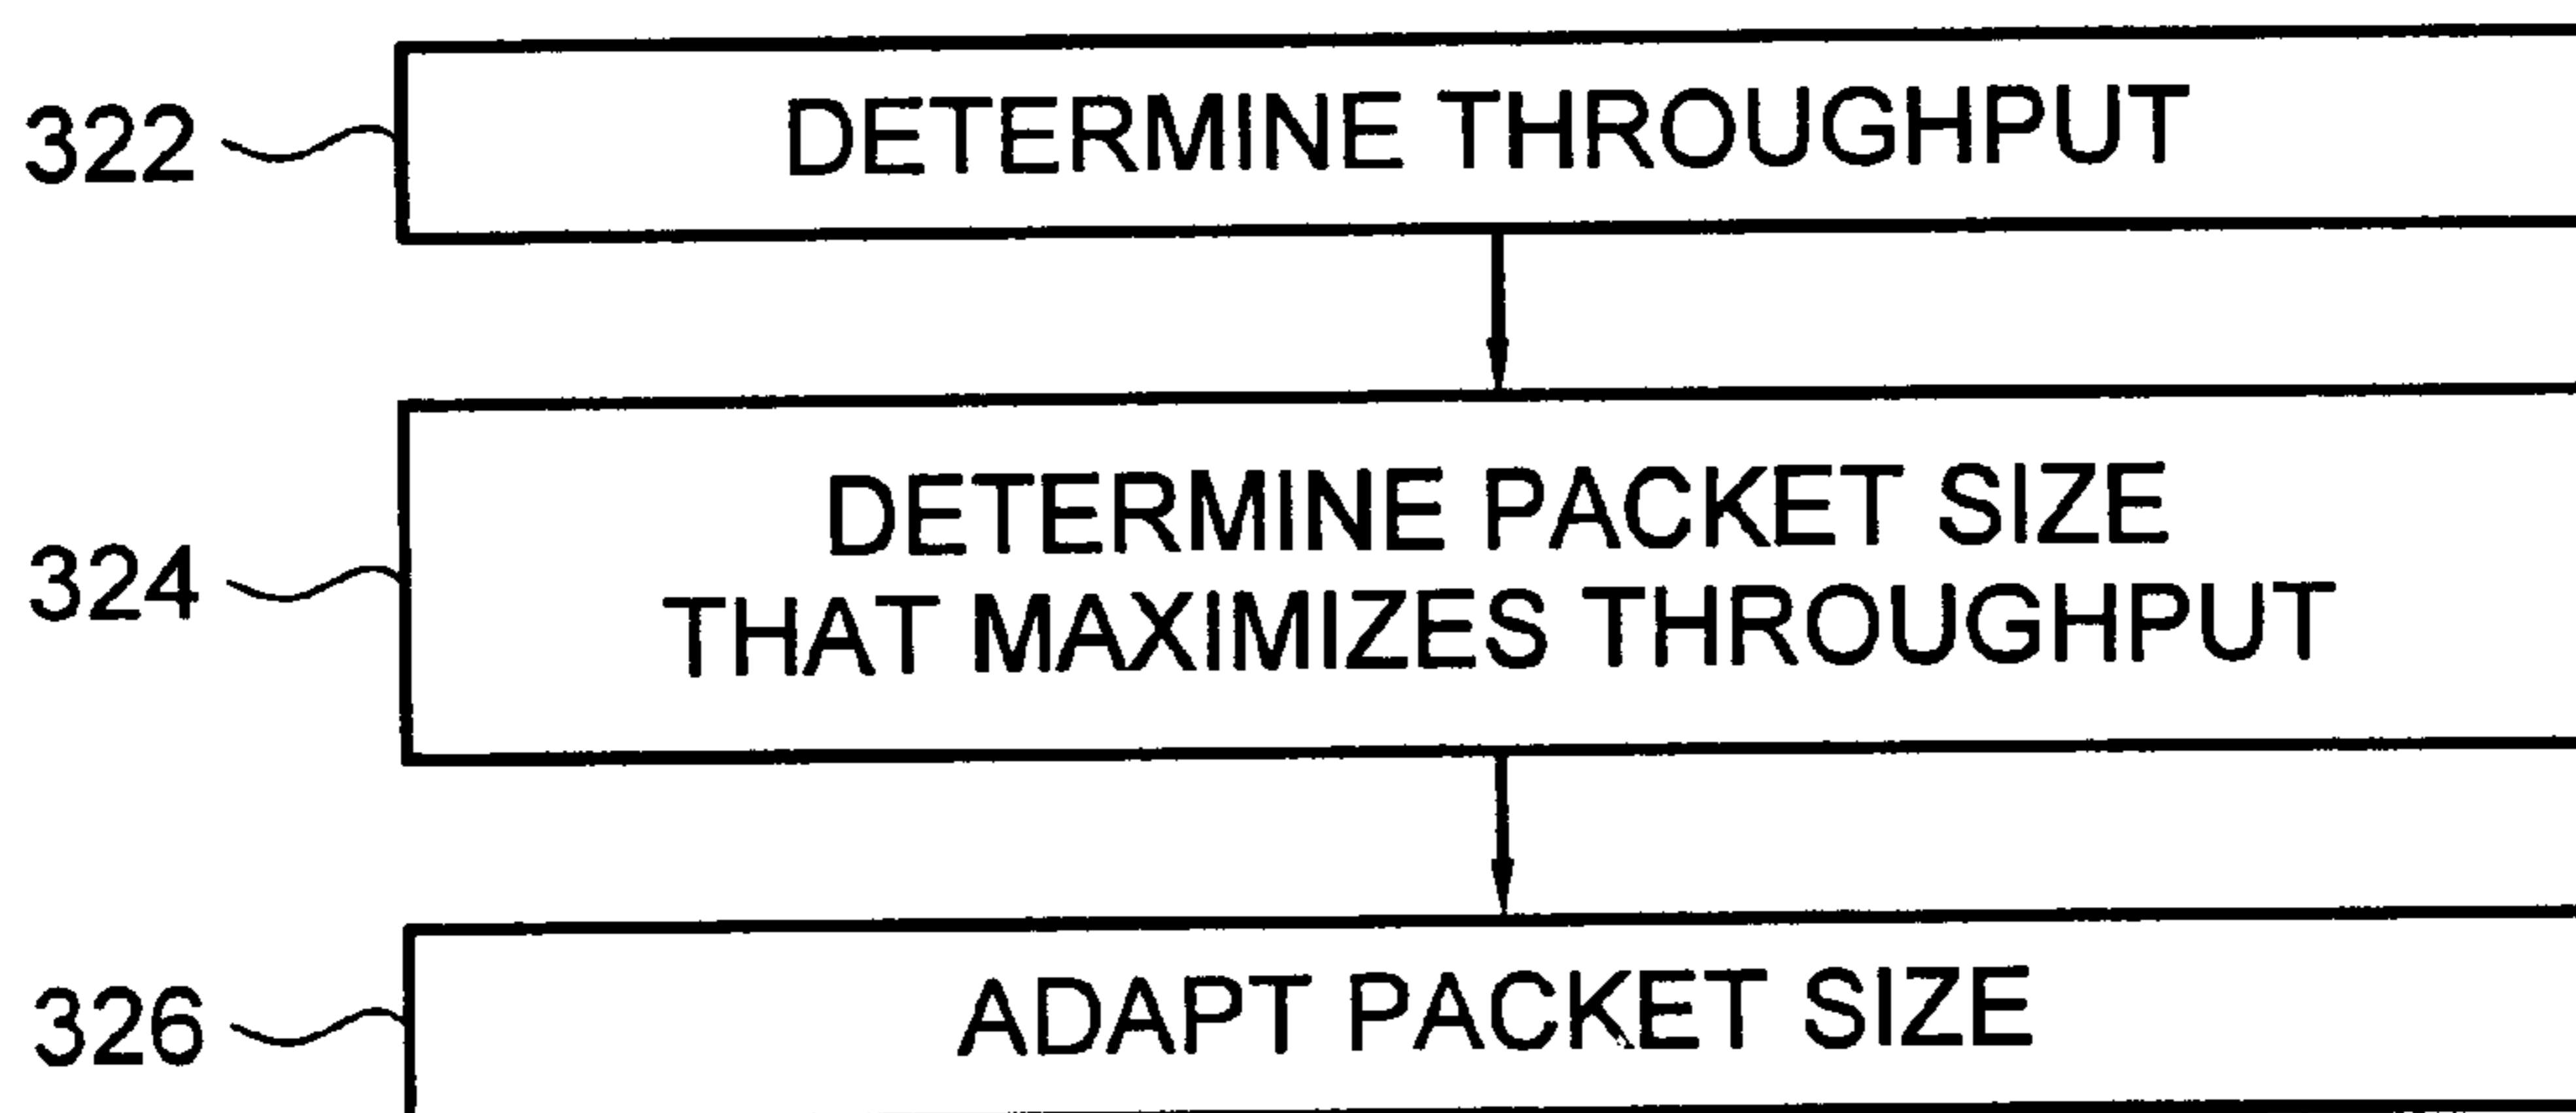 322 DETERMINE THROUGHPUT
DETERMINE PACKET SIZE
324
THAT MAXIMIZES THROUGHPUT
326 ADAPT PACKET SIZE